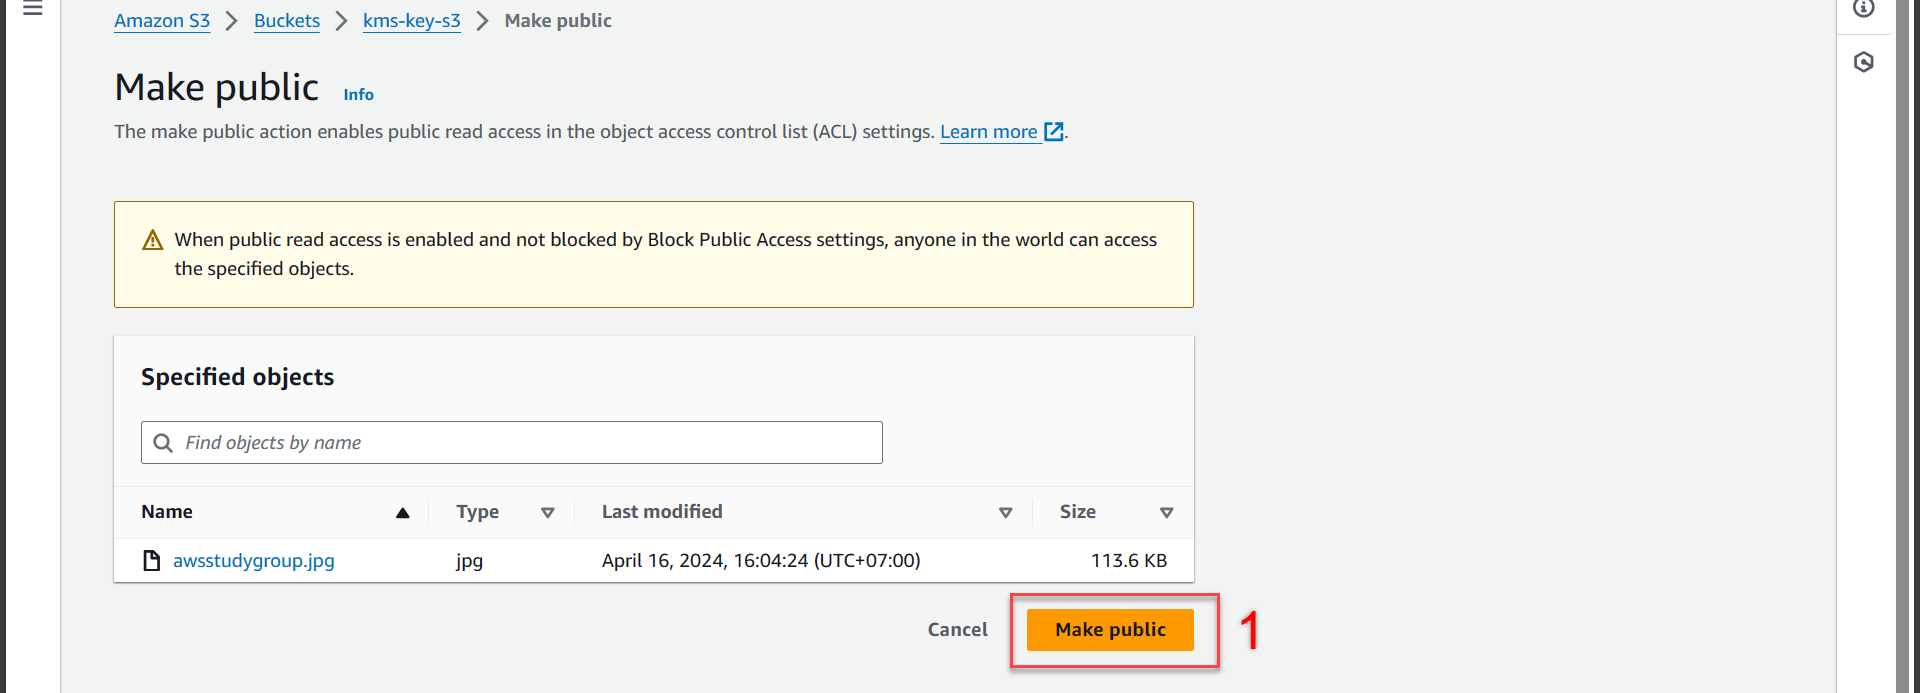 Amazon S3 > Buckets > kms-key-s3 > Make public
Make public Info
The make public action enables public read access in the object access control list (ACL) settings. Learn more.
When public read access is enabled and not blocked by Block Public Access settings, anyone in the world can access
the specified objects.
Specified objects
Find objects by name
Name Type Last modified Size
awsstudygroup.jpg jpg April 16, 2024, 16:04:24 (UTC+07:00) 113.6 KB
Cancel Make public 1